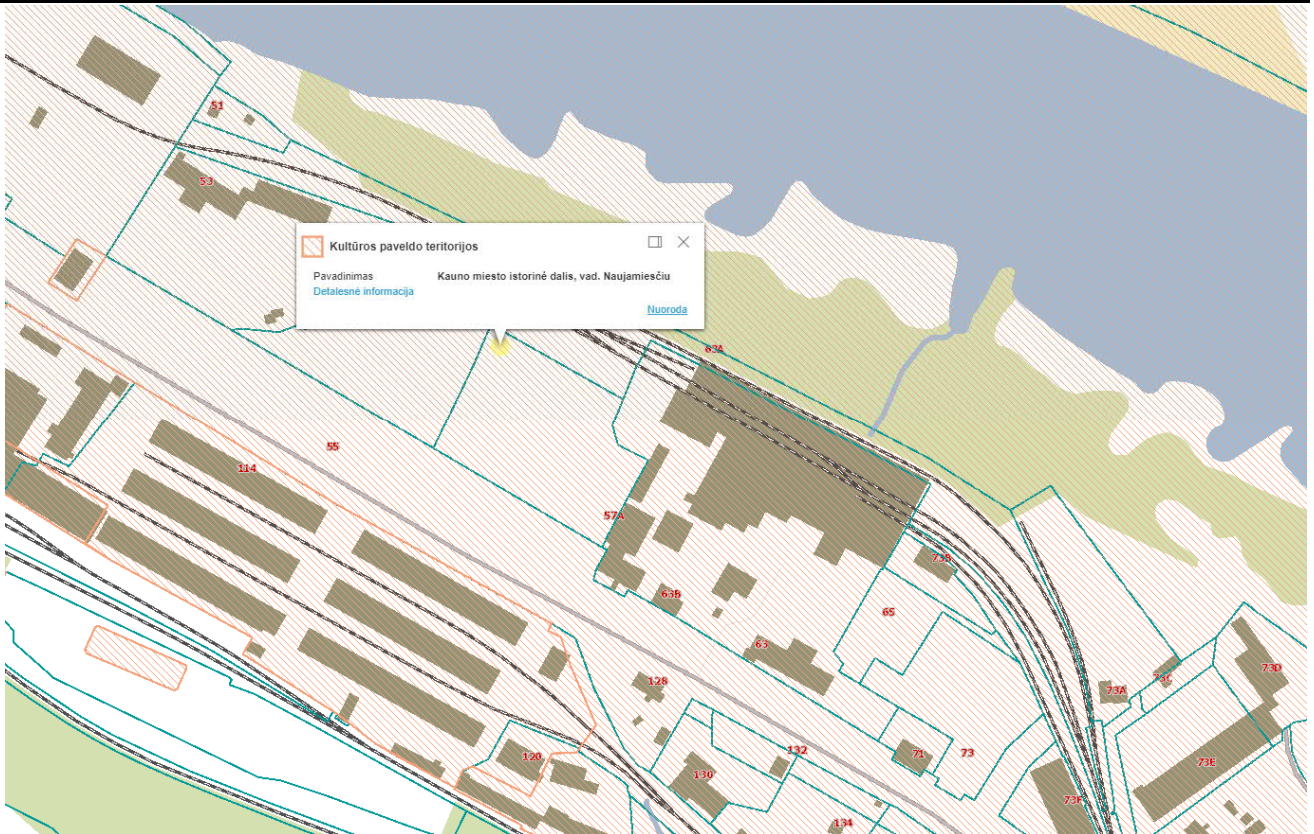 51
53
Kultūros paveldo teritorijos
Pavadinimas Kauno miesto istorinė dalis, vad. Naujamiesčiu
Detalesnė informacija
Nuoroda
63A
55
114
57A
73B
63B
65
63
128
73D
73C
73A
132
71
73
120
130
73E
73F
134